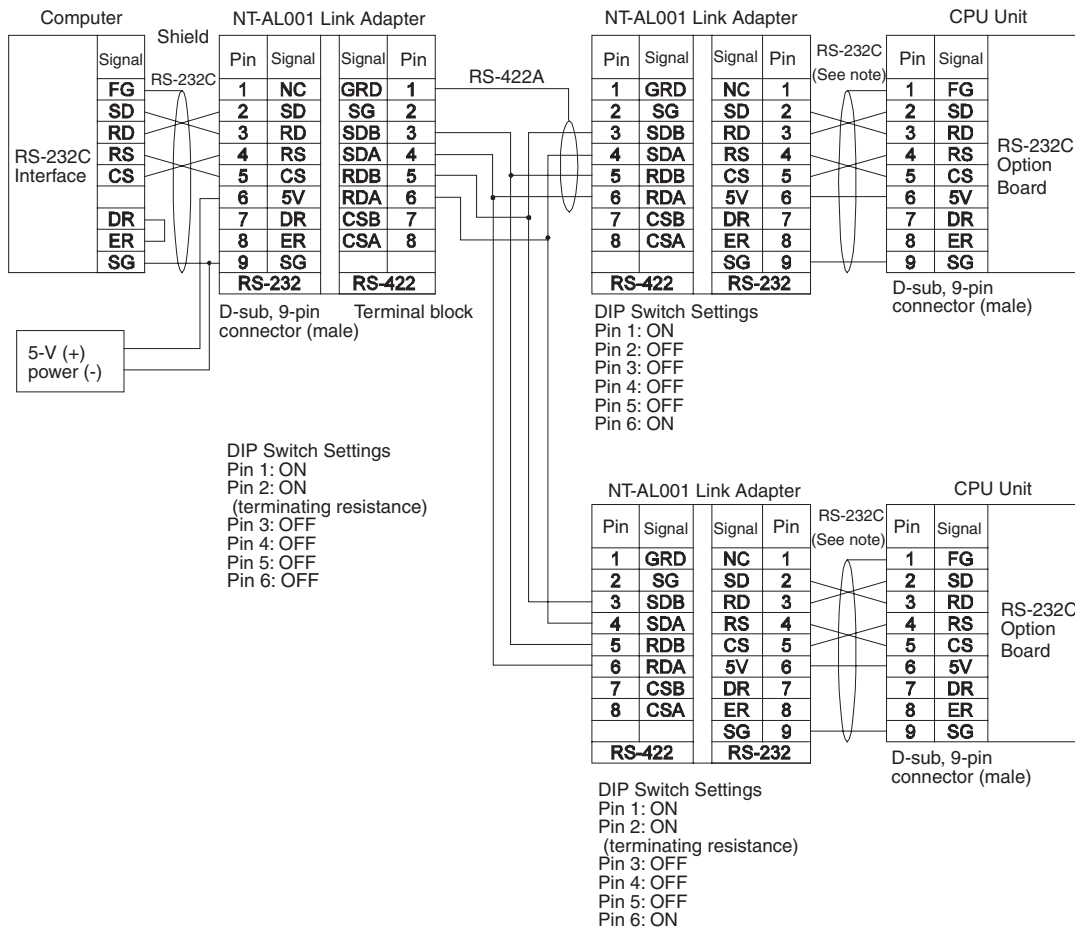 Computer
Shield
NT-AL001 Link Adapter
RS-232C
Interface
Signal
FG
SD
RD
RS
CS
DR
ER
SG
RS-232C
Pin Signal
1 NC
2 SD
3 RD
4 RS
5 CS
6 5V
7 DR
8 ER
9 SG
RS-232
Signal Pin
GRD 1
SG 2
SDB 3
SDA 4
RDB 5
RDA 6
CSB 7
CSA 8
RS-422
D-sub, 9-pin
connector (male)
Terminal block
RS-422A
5-V (+)
power (-)
DIP Switch Settings
Pin 1: ON
Pin 2: ON
(terminating resistance)
Pin 3: OFF
Pin 4: OFF
Pin 5: OFF
Pin 6: OFF
NT-AL001 Link Adapter
CPU Unit
Pin Signal
1 GRD
2 SG
3 SDB
4 SDA
5 RDB
6 RDA
7 CSB
8 CSA
RS-422
Signal Pin
NC 1
SD 2
RD 3
RS 4
CS 5
5V 6
DR 7
ER 8
SG 9
RS-232
RS-232C
(See note)
Pin Signal
1 FG
2 SD
3 RD
4 RS
5 CS
6 5V
7 DR
8 ER
9 SG
RS-232C
Option
Board
D-sub, 9-pin
connector (male)
DIP Switch Settings
Pin 1: ON
Pin 2: OFF
Pin 3: OFF
Pin 4: OFF
Pin 5: OFF
Pin 6: ON
NT-AL001 Link Adapter
CPU Unit
Pin Signal
1 GRD
2 SG
3 SDB
4 SDA
5 RDB
6 RDA
7 CSB
8 CSA
RS-422
Signal Pin
NC 1
SD 2
RD 3
RS 4
CS 5
5V 6
DR 7
ER 8
SG 9
RS-232
RS-232C
(See note)
Pin Signal
1 FG
2 SD
3 RD
4 RS
5 CS
6 5V
7 DR
8 ER
9 SG
RS-232C
Option
Board
D-sub, 9-pin
connector (male)
DIP Switch Settings
Pin 1: ON
Pin 2: ON
(terminating resistance)
Pin 3: OFF
Pin 4: OFF
Pin 5: OFF
Pin 6: ON